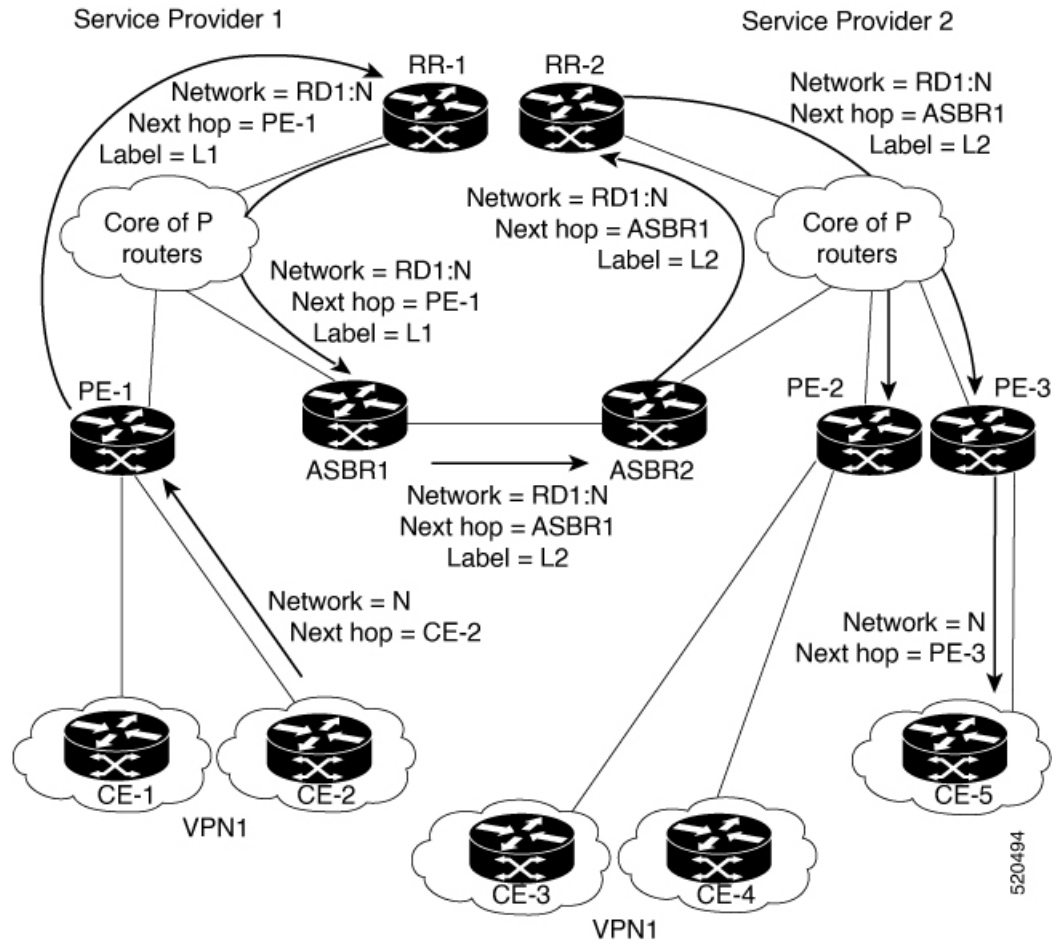 Service Provider 1
Service Provider 2
RR-1
RR-2
Network = RD1:N
Next hop = PE-1
Label = L1
Network = RD1:N
Next hop = ASBR1
Label = L2
Core of P
routers
Network = RD1:N
Next hop = ASBR1
Label = L2
Core of P
routers
Network = RD1:N
Next hop = PE-1
Label = L1
PE-1
PE-2
PE-3
ASBR1
ASBR2
Network = RD1:N
Next hop = ASBR1
Label = L2
Network = N
Next hop = CE-2
Network = N
Next hop = PE-3
CE-1
CE-2
CE-5
VPN1
CE-3
CE-4
VPN1
520494